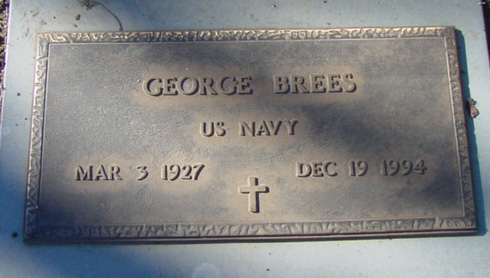 GEORGE BREES
US NAVY
MAR 3 1927 DEC 19 1994